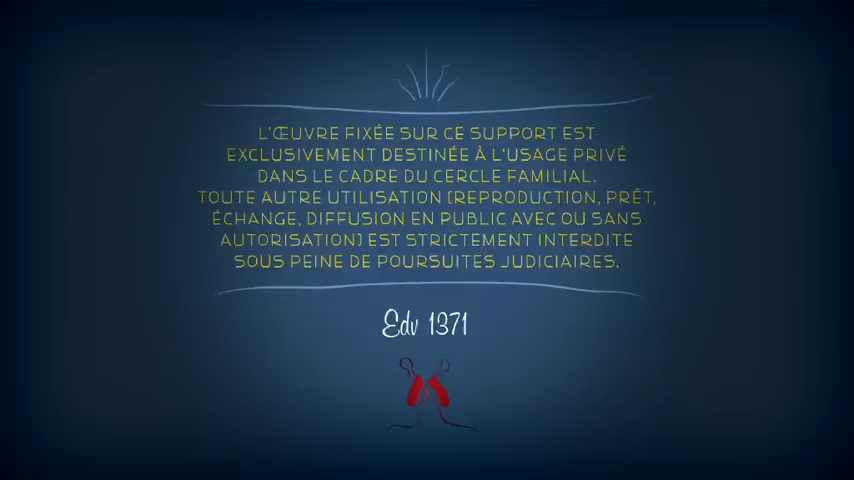 L'ŒUVRE FIXÉE SUR CE SUPPORT EST
EXCLUSIVEMENT DESTINÉE À L'USAGE PRIVÉ
DANS LE CADRE DU CERCLE FAMILIAL.
TOUTE AUTRE UTILISATION (REPRODUCTION, PRÊT,
ÉCHANGE, DIFFUSION EN PUBLIC AVEC OU SANS
AUTORISATION) EST STRICTEMENT INTERDITE
SOUS PEINE DE POURSUITES JUDICIAIRES.
Edv 1371